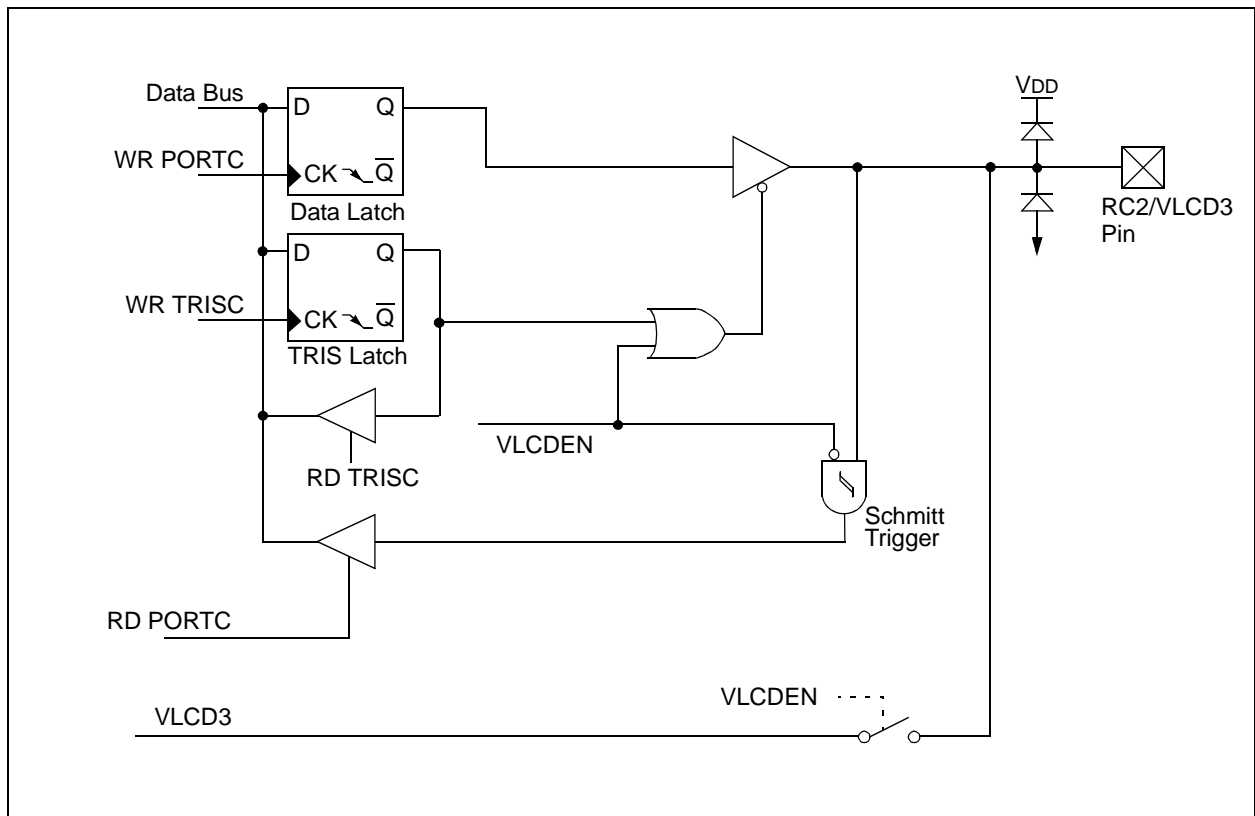 Data Bus
D Q
VDD
WR PORTC
CK Q̅
RC2/VLCD3
Pin
Data Latch
D Q
WR TRISC
CK Q̅
TRIS Latch
VLCDEN
RD TRISC
Schmitt
Trigger
RD PORTC
VLCDEN
VLCD3